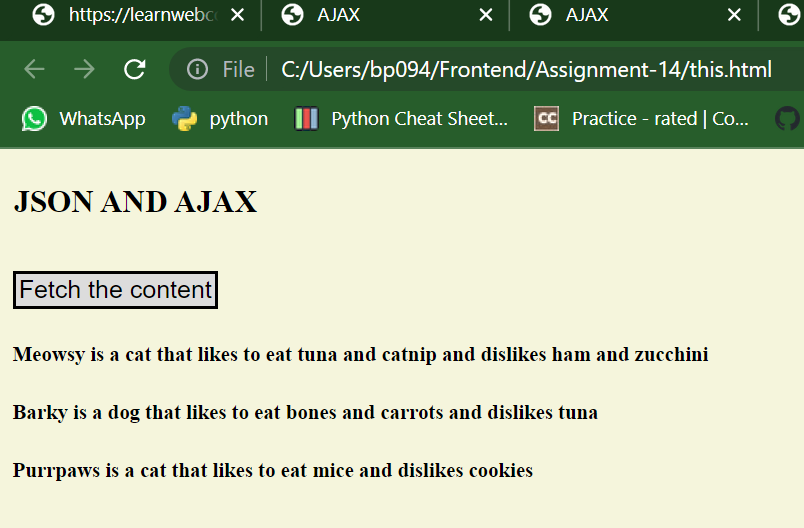 https://learnwebc AJAX AJAX
File C:/Users/bp094/Frontend/Assignment-14/this.html
WhatsApp python Python Cheat Sheet... CC Practice - rated | Co...
JSON AND AJAX
Fetch the content
Meowsy is a cat that likes to eat tuna and catnip and dislikes ham and zucchini
Barky is a dog that likes to eat bones and carrots and dislikes tuna
Purrpaws is a cat that likes to eat mice and dislikes cookies